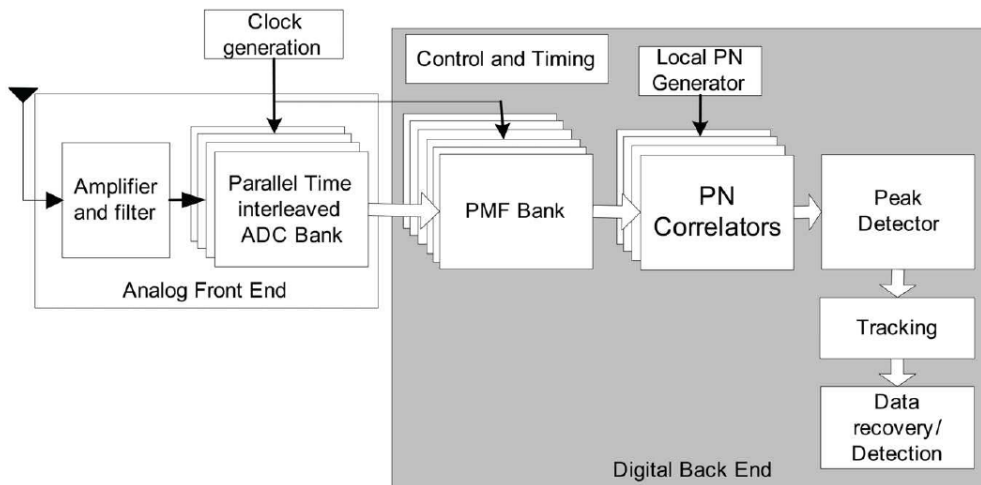 Clock
generation
Control and Timing
Local PN
Generator
Amplifier
and filter
Parallel Time
interleaved
ADC Bank
PMF Bank
PN
Correlators
Peak
Detector
Analog Front End
Tracking
Data
recovery/
Detection
Digital Back End